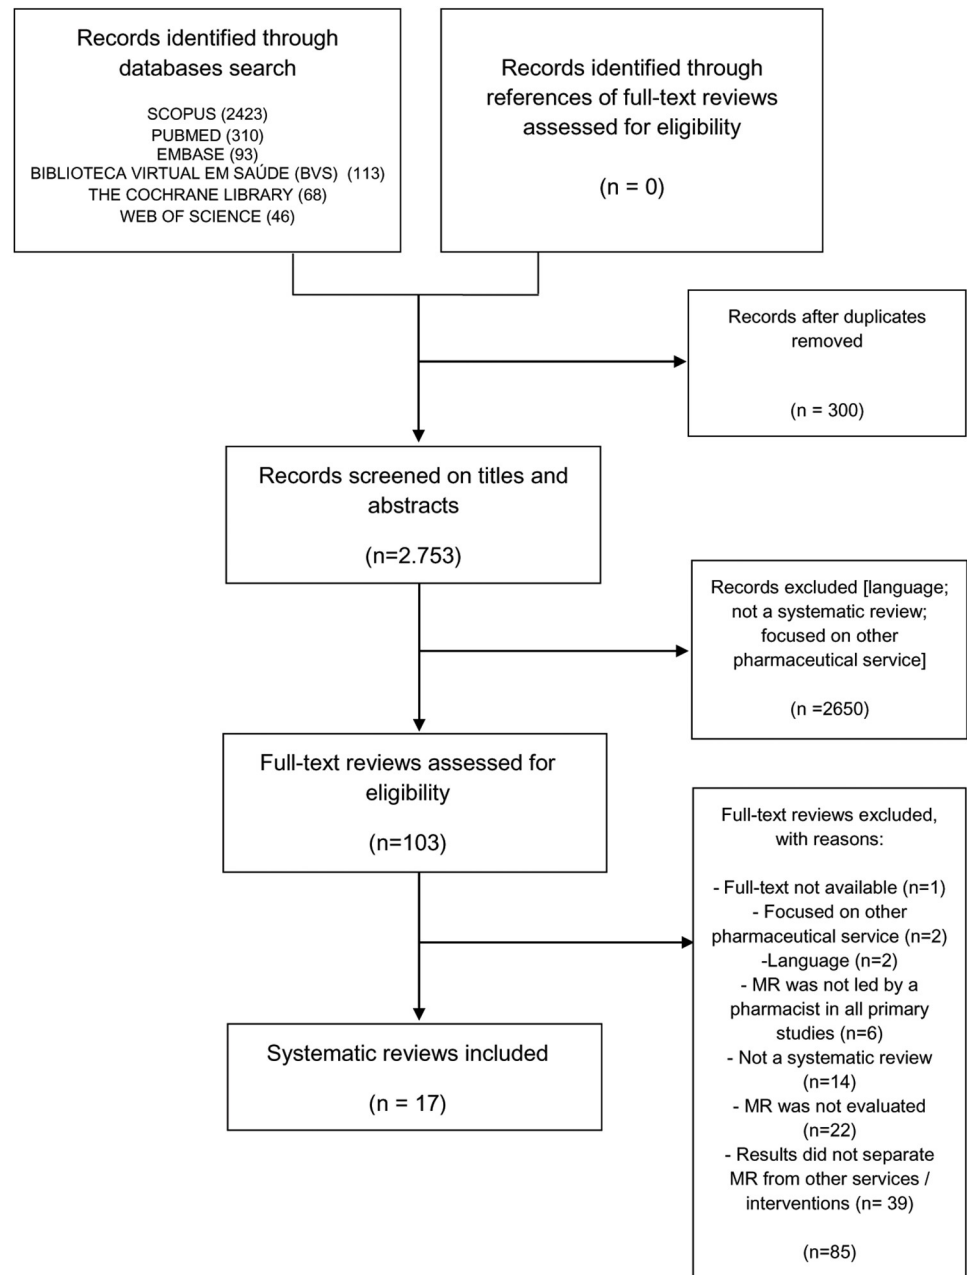 Records identified through
databases search
SCOPUS (2423)
PUBMED (310)
EMBASE (93)
BIBLIOTECA VIRTUAL EM SAÚDE (BVS) (113)
THE COCHRANE LIBRARY (68)
WEB OF SCIENCE (46)
Records identified through
references of full-text reviews
assessed for eligibility
(n = 0)
Records after duplicates
removed
(n = 300)
Records screened on titles and
abstracts
(n=2.753)
Records excluded [language;
not a systematic review;
focused on other
pharmaceutical service]
(n =2650)
Full-text reviews assessed for
eligibility
(n=103)
Full-text reviews excluded,
with reasons:
- Full-text not available (n=1)
- Focused on other
pharmaceutical service (n=2)
-Language (n=2)
- MR was not led by a
pharmacist in all primary
studies (n=6)
- Not a systematic review
(n=14)
- MR was not evaluated
(n=22)
- Results did not separate
MR from other services /
interventions (n= 39)
(n=85)
Systematic reviews included
(n = 17)